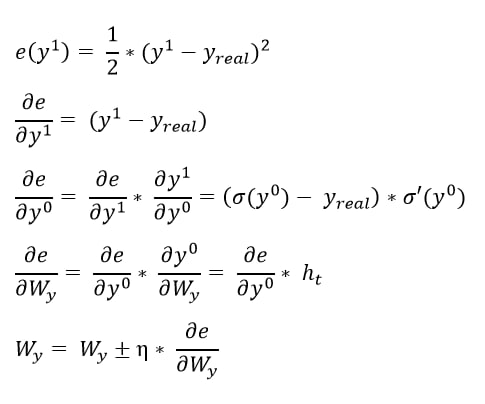 e(y¹) = 1/2 * (y¹ − y_real)²
∂e/∂y¹ = (y¹ − y_real)
∂e/∂y⁰ = ∂e/∂y¹ * ∂y¹/∂y⁰ = (σ(y⁰) − y_real) * σ′(y⁰)
∂e/∂W_y = ∂e/∂y⁰ * ∂y⁰/∂W_y = ∂e/∂y⁰ * h_t
W_y = W_y ± η * ∂e/∂W_y